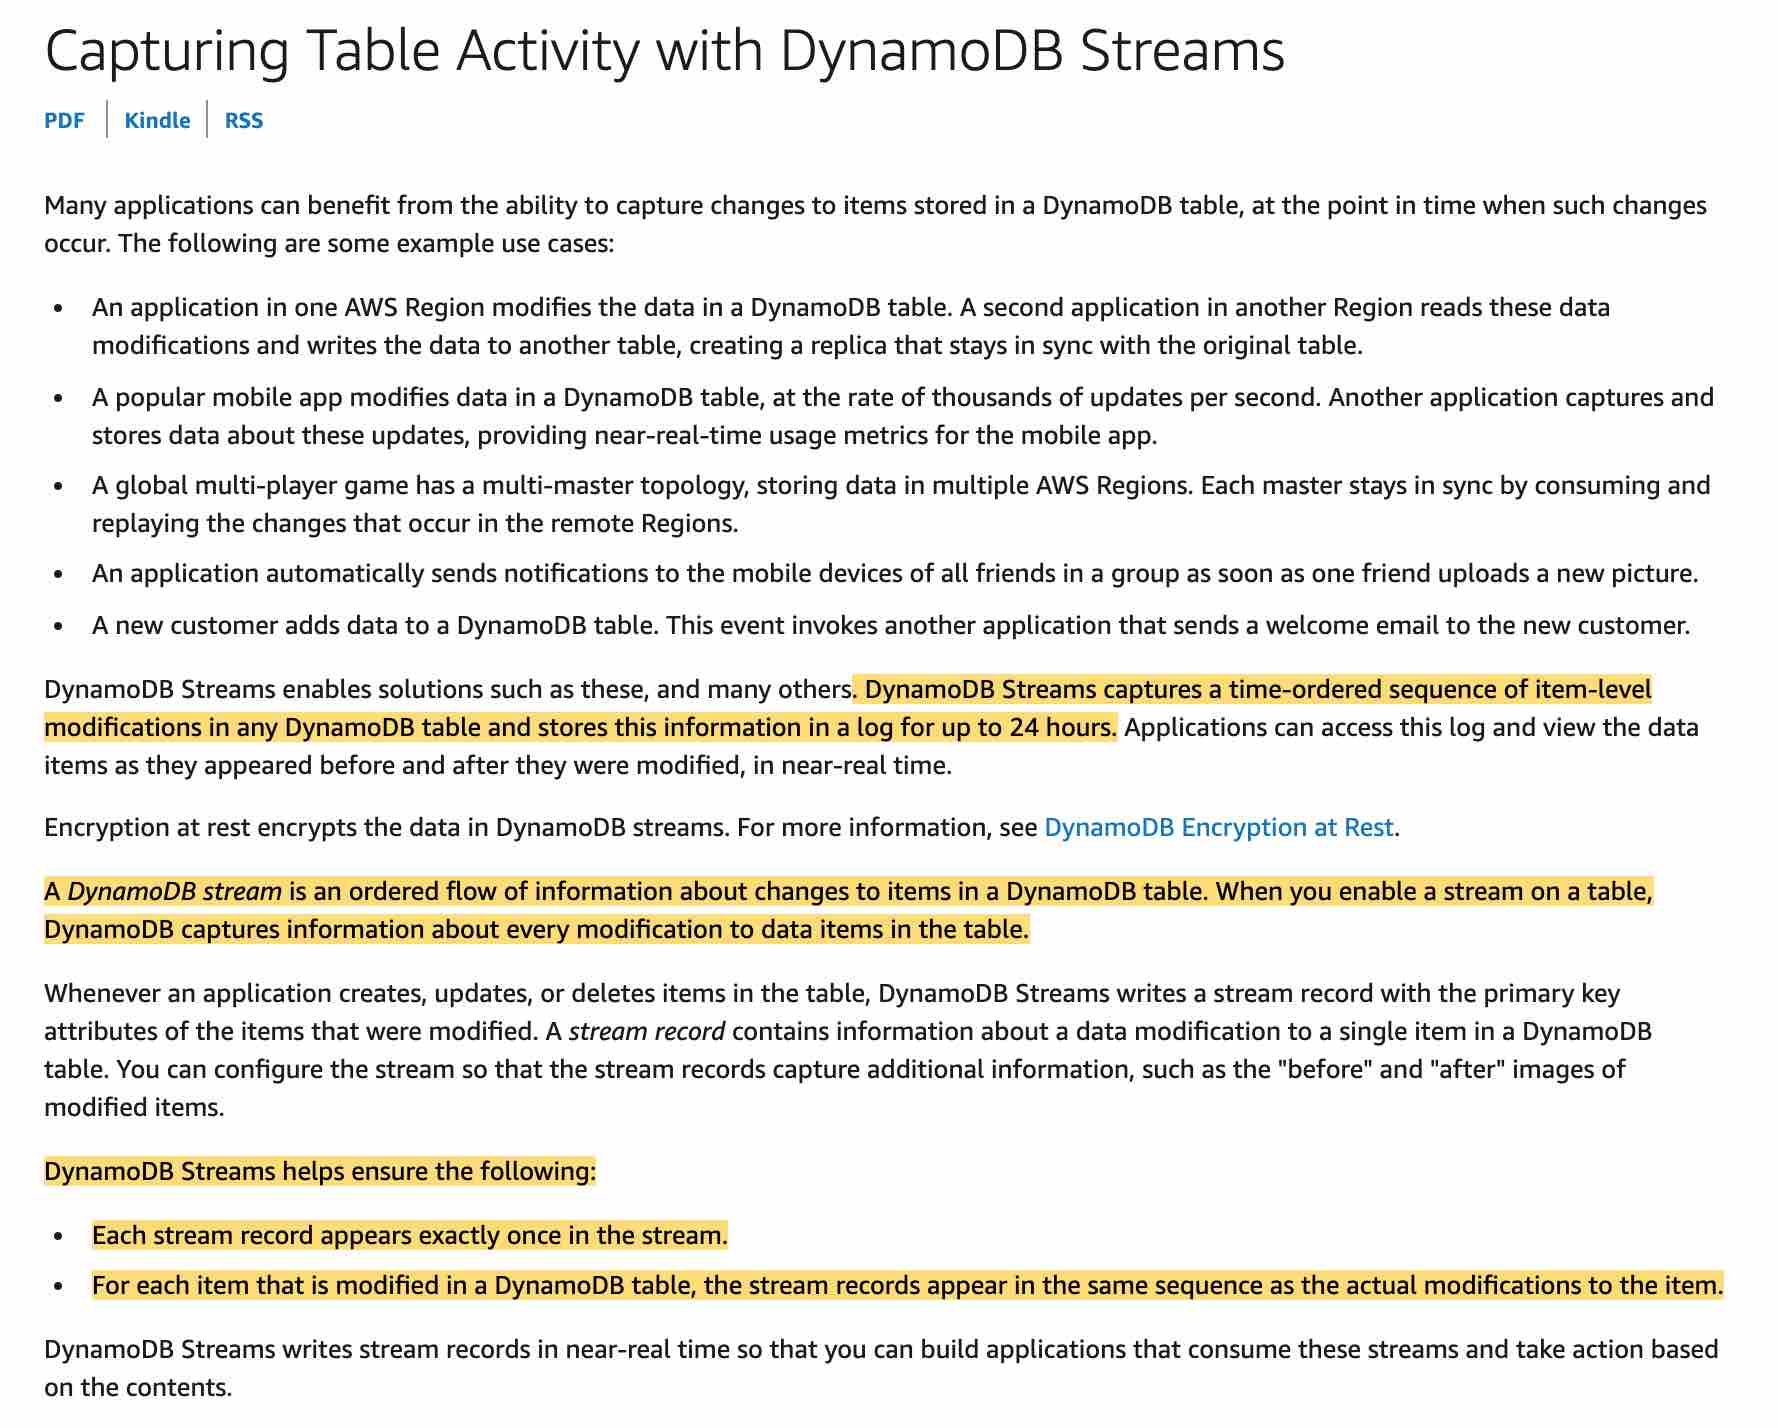 Capturing Table Activity with DynamoDB Streams
PDF | Kindle | RSS
Many applications can benefit from the ability to capture changes to items stored in a DynamoDB table, at the point in time when such changes
occur. The following are some example use cases:
• An application in one AWS Region modifies the data in a DynamoDB table. A second application in another Region reads these data
modifications and writes the data to another table, creating a replica that stays in sync with the original table.
• A popular mobile app modifies data in a DynamoDB table, at the rate of thousands of updates per second. Another application captures and
stores data about these updates, providing near-real-time usage metrics for the mobile app.
• A global multi-player game has a multi-master topology, storing data in multiple AWS Regions. Each master stays in sync by consuming and
replaying the changes that occur in the remote Regions.
• An application automatically sends notifications to the mobile devices of all friends in a group as soon as one friend uploads a new picture.
• A new customer adds data to a DynamoDB table. This event invokes another application that sends a welcome email to the new customer.
DynamoDB Streams enables solutions such as these, and many others. DynamoDB Streams captures a time-ordered sequence of item-level
modifications in any DynamoDB table and stores this information in a log for up to 24 hours. Applications can access this log and view the data
items as they appeared before and after they were modified, in near-real time.
Encryption at rest encrypts the data in DynamoDB streams. For more information, see DynamoDB Encryption at Rest.
A DynamoDB stream is an ordered flow of information about changes to items in a DynamoDB table. When you enable a stream on a table,
DynamoDB captures information about every modification to data items in the table.
Whenever an application creates, updates, or deletes items in the table, DynamoDB Streams writes a stream record with the primary key
attributes of the items that were modified. A stream record contains information about a data modification to a single item in a DynamoDB
table. You can configure the stream so that the stream records capture additional information, such as the "before" and "after" images of
modified items.
DynamoDB Streams helps ensure the following:
• Each stream record appears exactly once in the stream.
• For each item that is modified in a DynamoDB table, the stream records appear in the same sequence as the actual modifications to the item.
DynamoDB Streams writes stream records in near-real time so that you can build applications that consume these streams and take action based
on the contents.